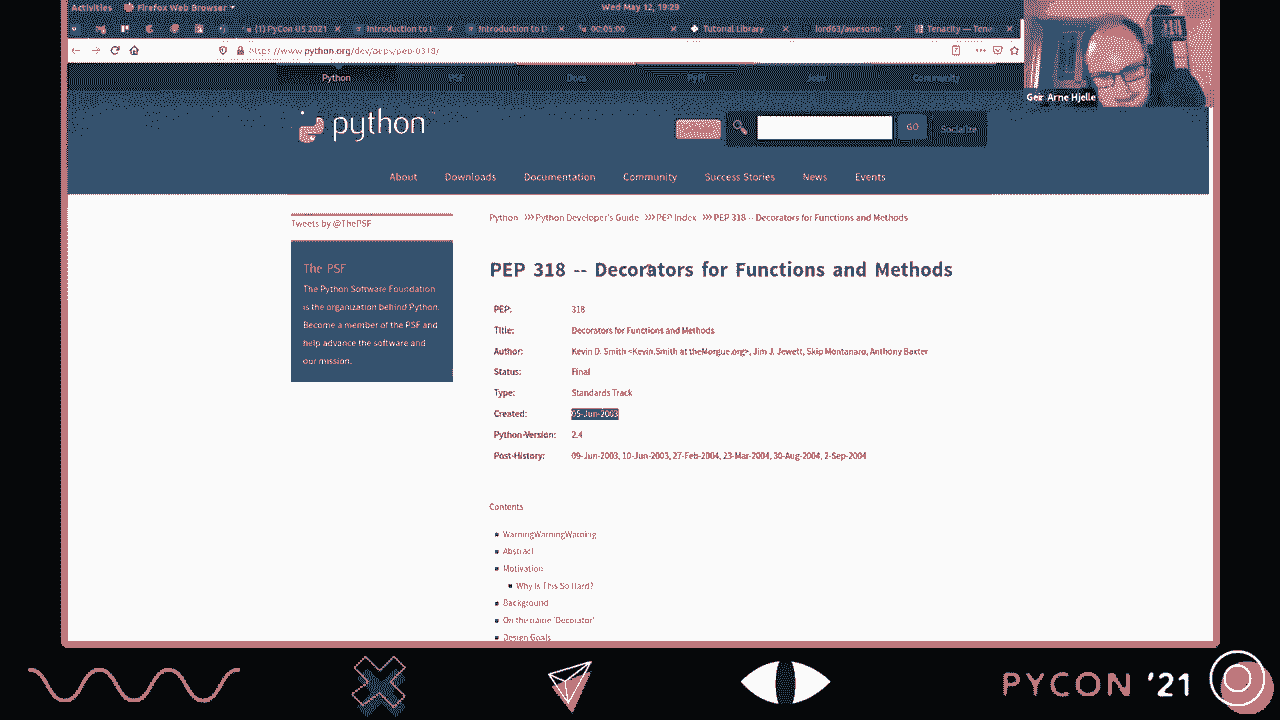 Activities Firefox Web Browser Wed May 12, 19:29
(1) PyCon US 2021 Introduction to Introduction to 00:05:00 Tutorial Library lord63/awesome Tenacity — Tene
https://www.python.org/dev/peps/pep-0318/
Python PSF Docs PyPI Jobs Community
Geir Arne Hjelle
python GO Socialize
About Downloads Documentation Community Success Stories News Events
Tweets by @ThePSF
The PSF
The Python Software Foundation
is the organization behind Python.
Become a member of the PSF and
help advance the software and
our mission.
Python >>> Python Developer's Guide >>> PEP Index >>> PEP 318 -- Decorators for Functions and Methods
PEP 318 -- Decorators for Functions and Methods
PEP: 318
Title: Decorators for Functions and Methods
Author: Kevin D. Smith <Kevin.Smith at theMorgue.org>, Jim J. Jewett, Skip Montanaro, Anthony Baxter
Status: Final
Type: Standards Track
Created: 05-Jun-2003
Python-Version: 2.4
Post-History: 09-Jun-2003, 10-Jun-2003, 27-Feb-2004, 23-Mar-2004, 30-Aug-2004, 2-Sep-2004
Contents
WarningWarningWarning
Abstract
Motivation
Why Is This So Hard?
Background
On the name 'Decorator'
Design Goals
PYCON '21